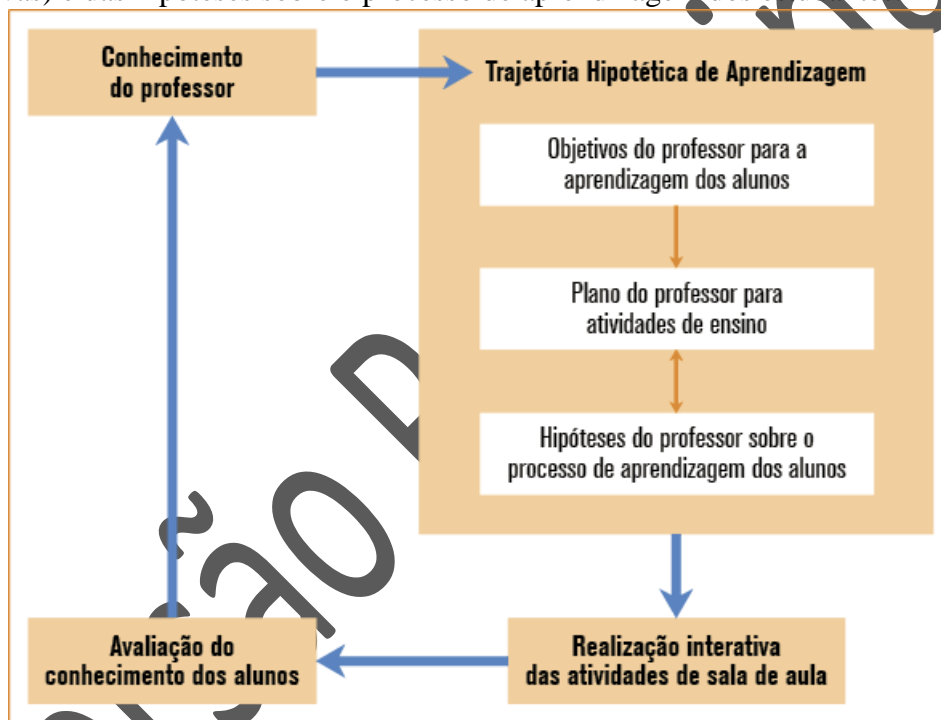 Conhecimento
do professor
Trajetória Hipotética de Aprendizagem
Objetivos do professor para a
aprendizagem dos alunos
Plano do professor para
atividades de ensino
Hipóteses do professor sobre o
processo de aprendizagem dos alunos
Avaliação do
conhecimento dos alunos
Realização interativa
das atividades de sala de aula